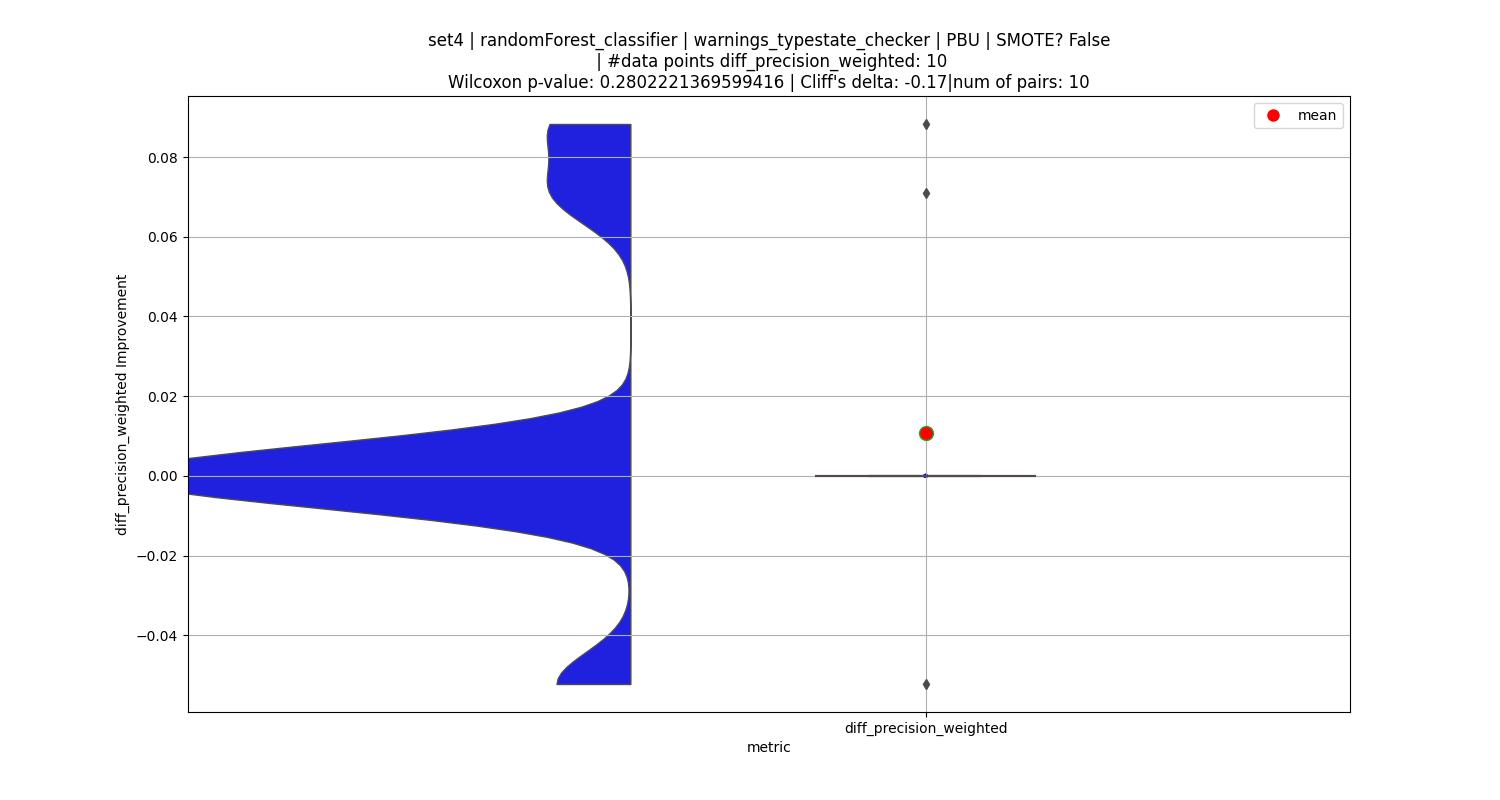 set4 | randomForest_classifier | warnings_typestate_checker | PBU | SMOTE? False
| #data points diff_precision_weighted: 10
Wilcoxon p-value: 0.2802221369599416 | Cliff's delta: -0.17|num of pairs: 10
mean
0.08
0.06
0.04
0.02
0.00
−0.02
−0.04
diff_precision_weighted Improvement
diff_precision_weighted
metric